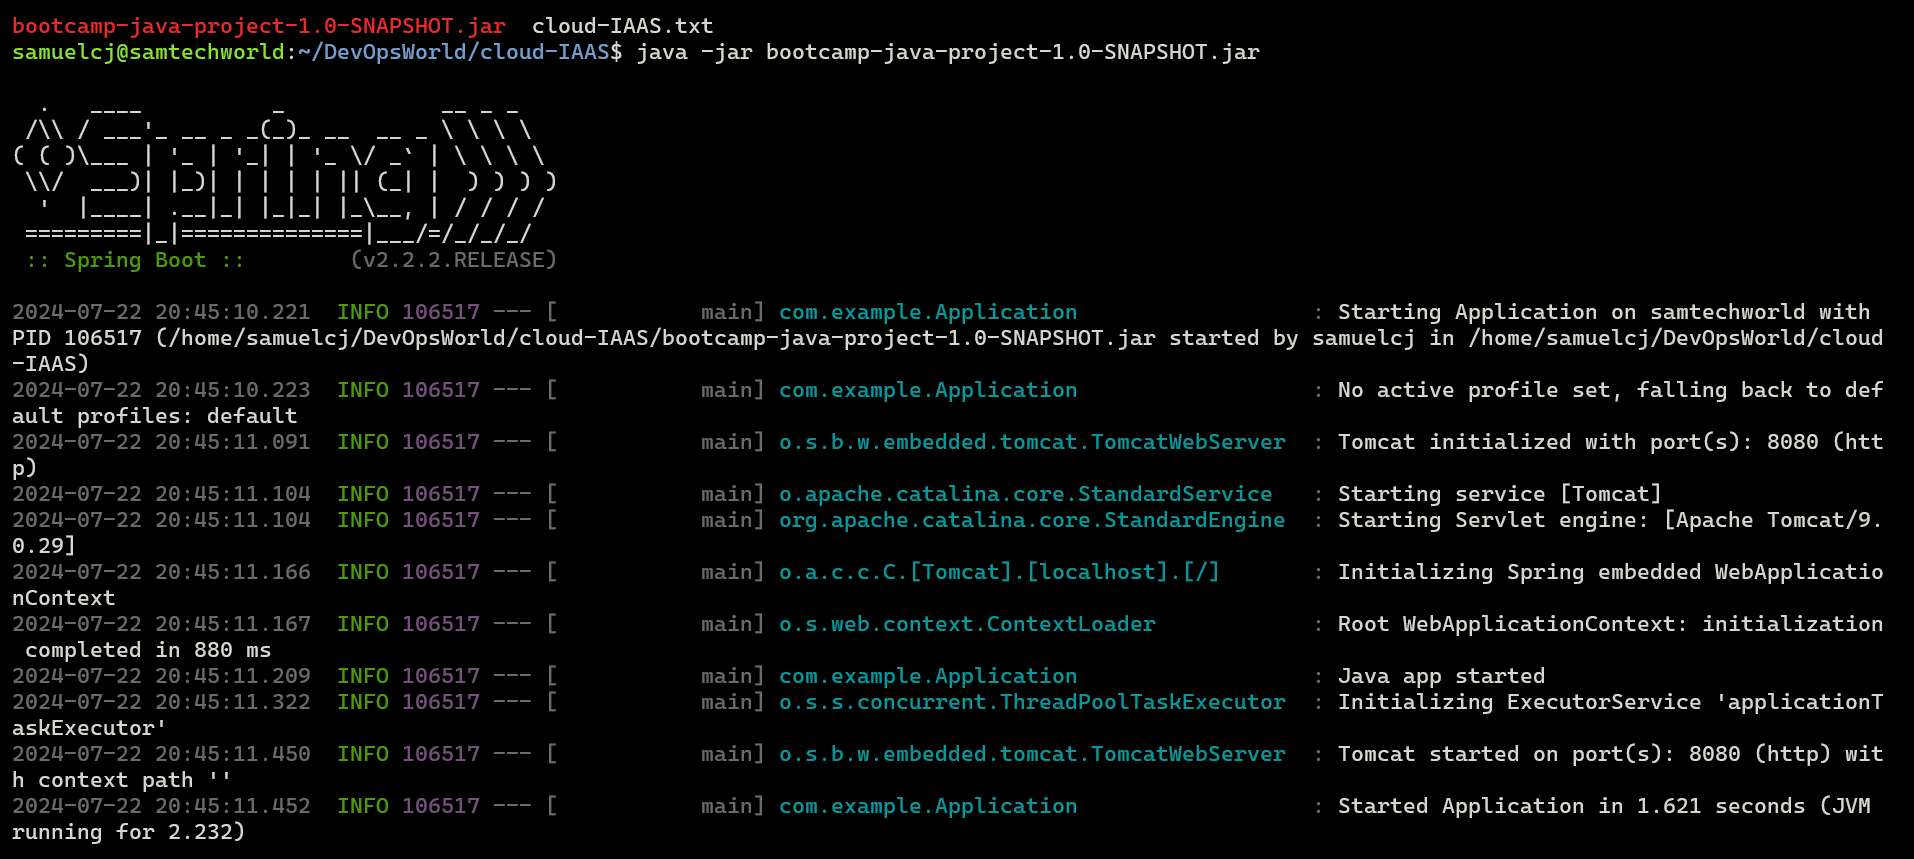 bootcamp-java-project-1.0-SNAPSHOT.jar  cloud-IAAS.txt
samuelcj@samtechworld:~/DevOpsWorld/cloud-IAAS$ java -jar bootcamp-java-project-1.0-SNAPSHOT.jar

  .   ____          _            __ _ _
 /\\ / ___'_ __ _ _(_)_ __  __ _ \ \ \ \
( ( )\___ | '_ | '_| | '_ \/ _` | \ \ \ \
 \\/  ___)| |_)| | | | | || (_| |  ) ) ) )
  '  |____| .__|_| |_|_| |_\__, | / / / /
 =========|_|==============|___/=/_/_/_/
 :: Spring Boot ::        (v2.2.2.RELEASE)

2024-07-22 20:45:10.221  INFO 106517 --- [           main] com.example.Application                  : Starting Application on samtechworld with
PID 106517 (/home/samuelcj/DevOpsWorld/cloud-IAAS/bootcamp-java-project-1.0-SNAPSHOT.jar started by samuelcj in /home/samuelcj/DevOpsWorld/cloud
-IAAS)
2024-07-22 20:45:10.223  INFO 106517 --- [           main] com.example.Application                  : No active profile set, falling back to def
ault profiles: default
2024-07-22 20:45:11.091  INFO 106517 --- [           main] o.s.b.w.embedded.tomcat.TomcatWebServer  : Tomcat initialized with port(s): 8080 (htt
p)
2024-07-22 20:45:11.104  INFO 106517 --- [           main] o.apache.catalina.core.StandardService   : Starting service [Tomcat]
2024-07-22 20:45:11.104  INFO 106517 --- [           main] org.apache.catalina.core.StandardEngine  : Starting Servlet engine: [Apache Tomcat/9.
0.29]
2024-07-22 20:45:11.166  INFO 106517 --- [           main] o.a.c.c.C.[Tomcat].[localhost].[/]       : Initializing Spring embedded WebApplicatio
nContext
2024-07-22 20:45:11.167  INFO 106517 --- [           main] o.s.web.context.ContextLoader            : Root WebApplicationContext: initialization
 completed in 880 ms
2024-07-22 20:45:11.209  INFO 106517 --- [           main] com.example.Application                  : Java app started
2024-07-22 20:45:11.322  INFO 106517 --- [           main] o.s.s.concurrent.ThreadPoolTaskExecutor  : Initializing ExecutorService 'applicationT
askExecutor'
2024-07-22 20:45:11.450  INFO 106517 --- [           main] o.s.b.w.embedded.tomcat.TomcatWebServer  : Tomcat started on port(s): 8080 (http) wit
h context path ''
2024-07-22 20:45:11.452  INFO 106517 --- [           main] com.example.Application                  : Started Application in 1.621 seconds (JVM
running for 2.232)